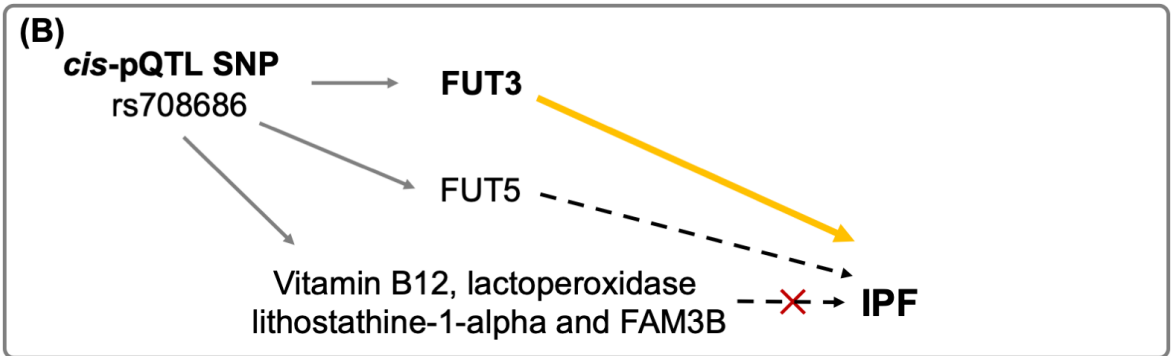 (B)
cis-pQTL SNP
rs708686
FUT3
FUT5
Vitamin B12, lactoperoxidase
lithostathine-1-alpha and FAM3B
IPF